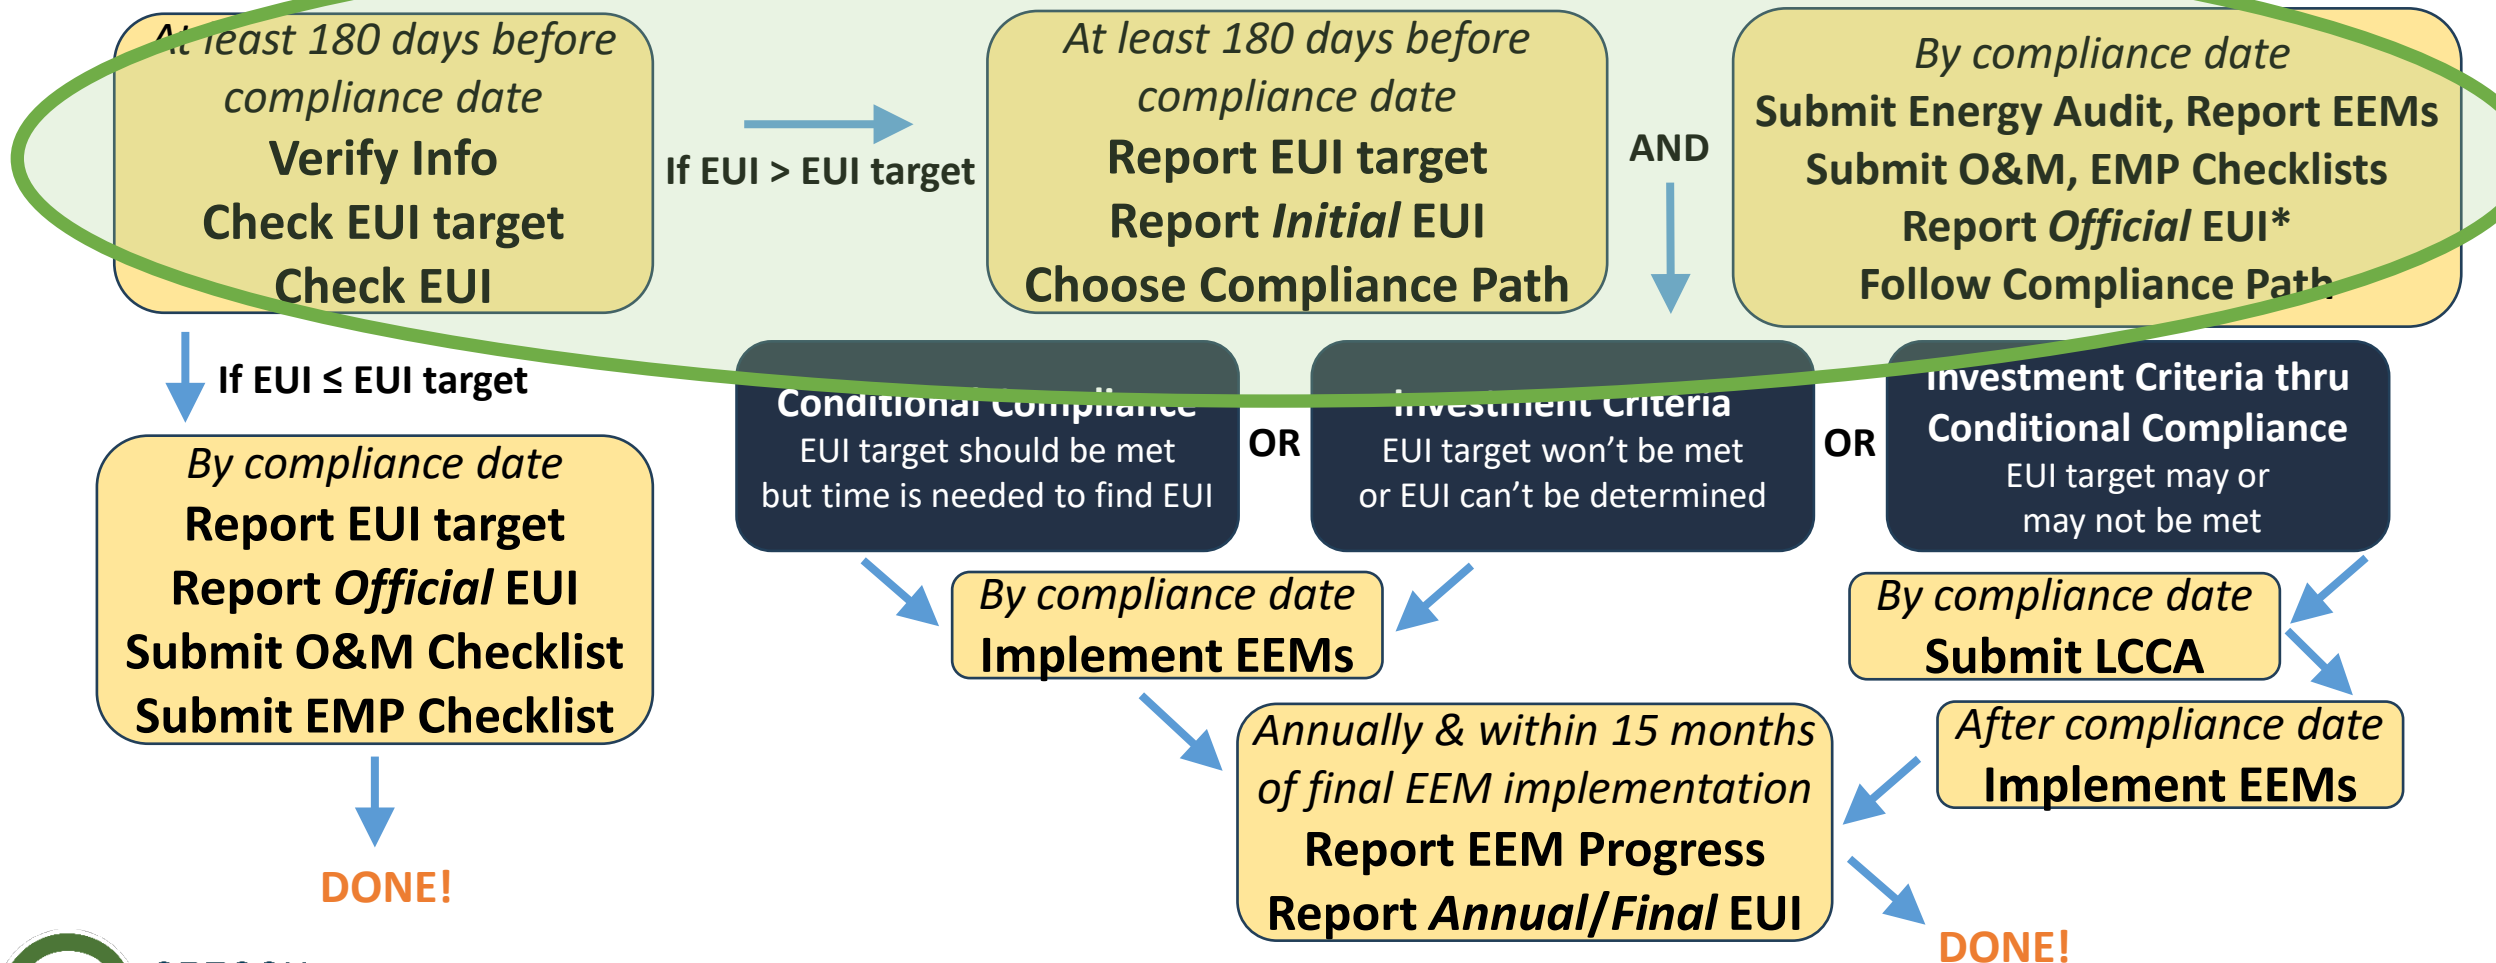 At least 180 days before
compliance date
Verify Info
Check EUI target
Check EUI
If EUI > EUI target
At least 180 days before
compliance date
Report EUI target
Report Initial EUI
Choose Compliance Path
AND
By compliance date
Submit Energy Audit, Report EEMs
Submit O&M, EMP Checklists
Report Official EUI*
Follow Compliance Path
If EUI ≤ EUI target
By compliance date
Report EUI target
Report Official EUI
Submit O&M Checklist
Submit EMP Checklist
DONE!
Conditional Compliance
EUI target should be met
but time is needed to find EUI
OR
Investment Criteria
EUI target won't be met
or EUI can't be determined
OR
Investment Criteria thru
Conditional Compliance
EUI target may or
may not be met
By compliance date
Implement EEMs
By compliance date
Submit LCCA
After compliance date
Implement EEMs
Annually & within 15 months
of final EEM implementation
Report EEM Progress
Report Annual/Final EUI
DONE!